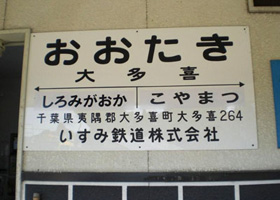 おおたき
大多喜
しろみがおか こやまつ
千葉県夷隅郡大多喜町大多喜264
いすみ鉄道株式会社